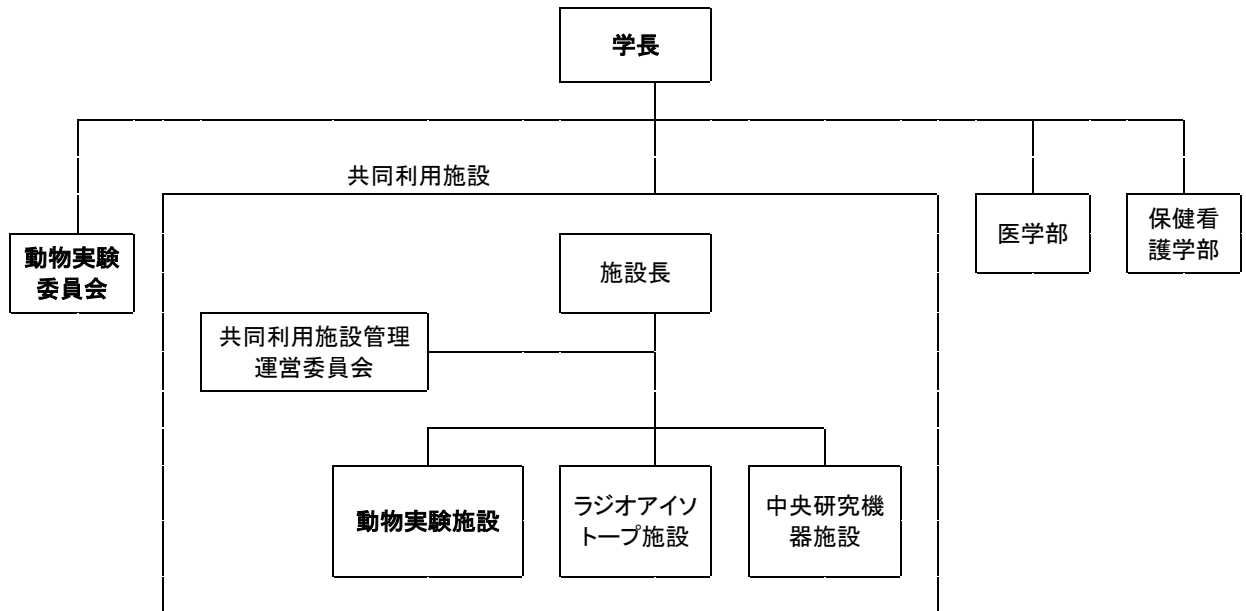 学長
共同利用施設
動物実験
委員会
施設長
医学部
保健看
護学部
共同利用施設管理
運営委員会
動物実験施設
ラジオアイソ
トープ施設
中央研究機
器施設